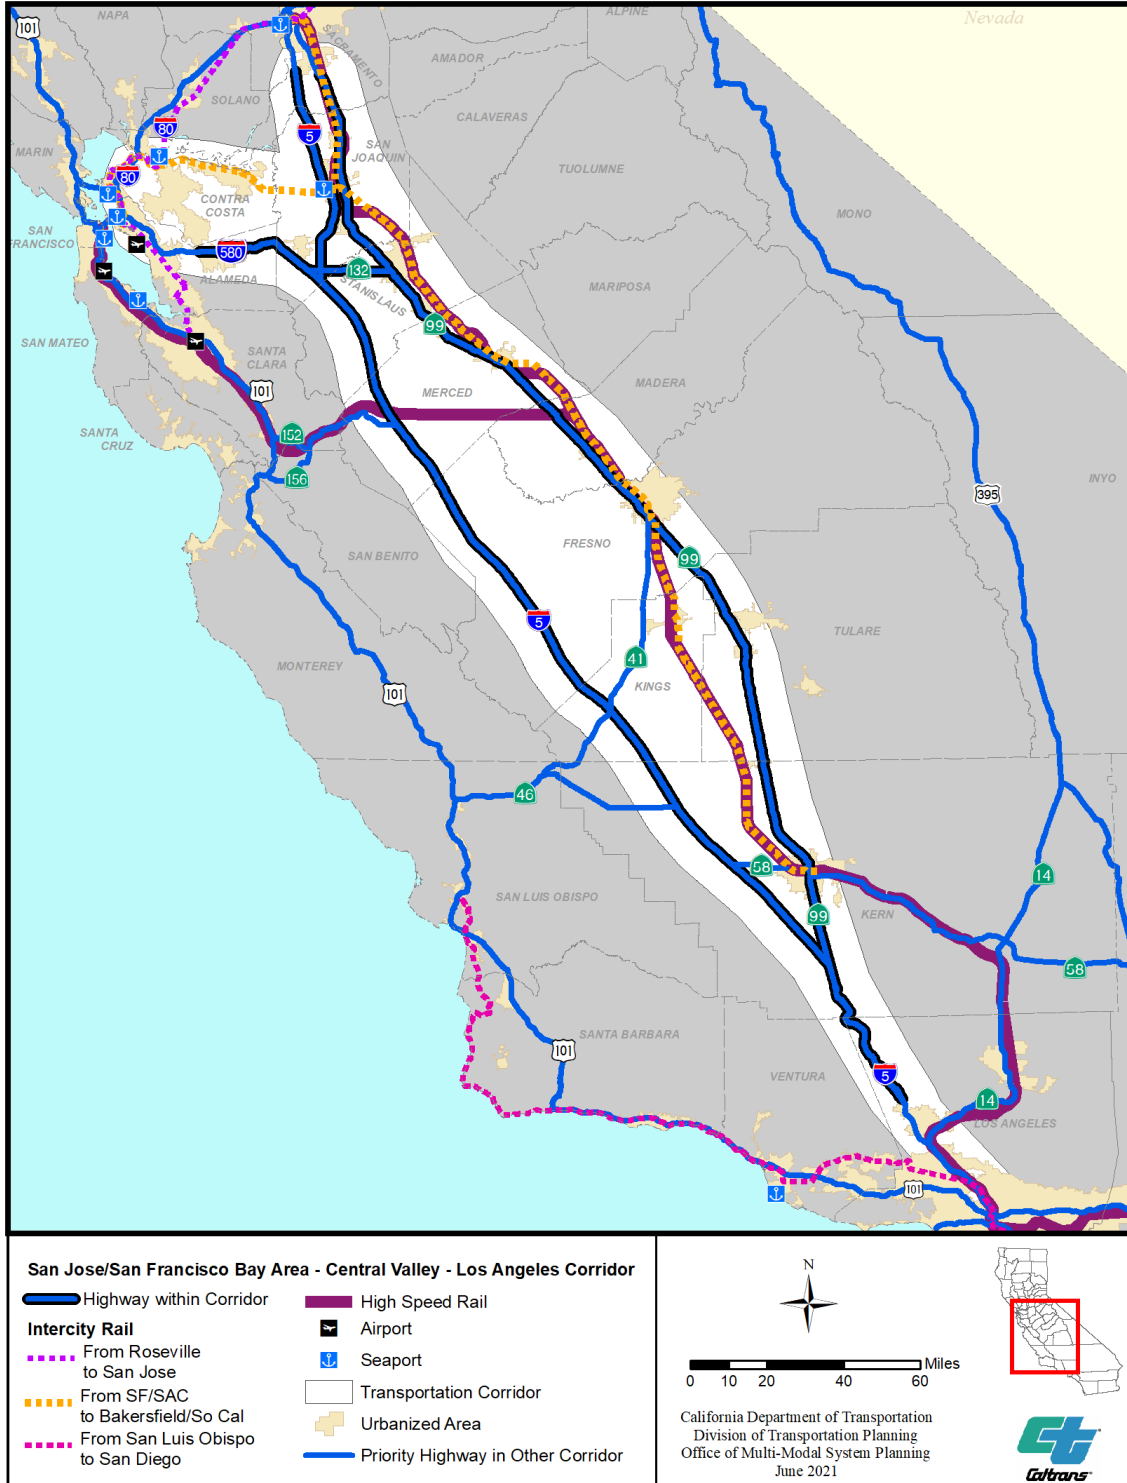 101
NAPA
SACRAMENTO
ALPINE
Nevada
AMADOR
SOLANO
CALAVERAS
80
5
SAN
JOAQUIN
MARIN
TUOLUMNE
80
CONTRA
COSTA
MONO
SAN
FRANCISCO
580
132
ALAMEDA
STANISLAUS
MARIPOSA
99
SAN MATEO
SANTA
CLARA
101
MERCED
MADERA
SANTA
CRUZ
152
156
INYO
395
FRESNO
SAN BENITO
99
5
TULARE
41
MONTEREY
KINGS
101
46
58
14
SAN LUIS OBISPO
99
KERN
58
SANTA BARBARA
101
VENTURA
5
14
LOS ANGELES
101
San Jose/San Francisco Bay Area - Central Valley - Los Angeles Corridor
Highway within Corridor
Intercity Rail
From Roseville
to San Jose
From SF/SAC
to Bakersfield/So Cal
From San Luis Obispo
to San Diego
High Speed Rail
Airport
Seaport
Transportation Corridor
Urbanized Area
Priority Highway in Other Corridor
N
Miles
0 10 20 40 60
California Department of Transportation
Division of Transportation Planning
Office of Multi-Modal System Planning
June 2021
ct
Caltrans